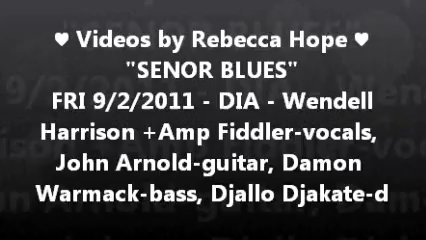 ♥ Videos by Rebecca Hope ♥
"SENOR BLUES"
FRI 9/2/2011 - DIA - Wendell
Harrison +Amp Fiddler-vocals,
John Arnold-guitar, Damon
Warmack-bass, Djallo Djakate-d